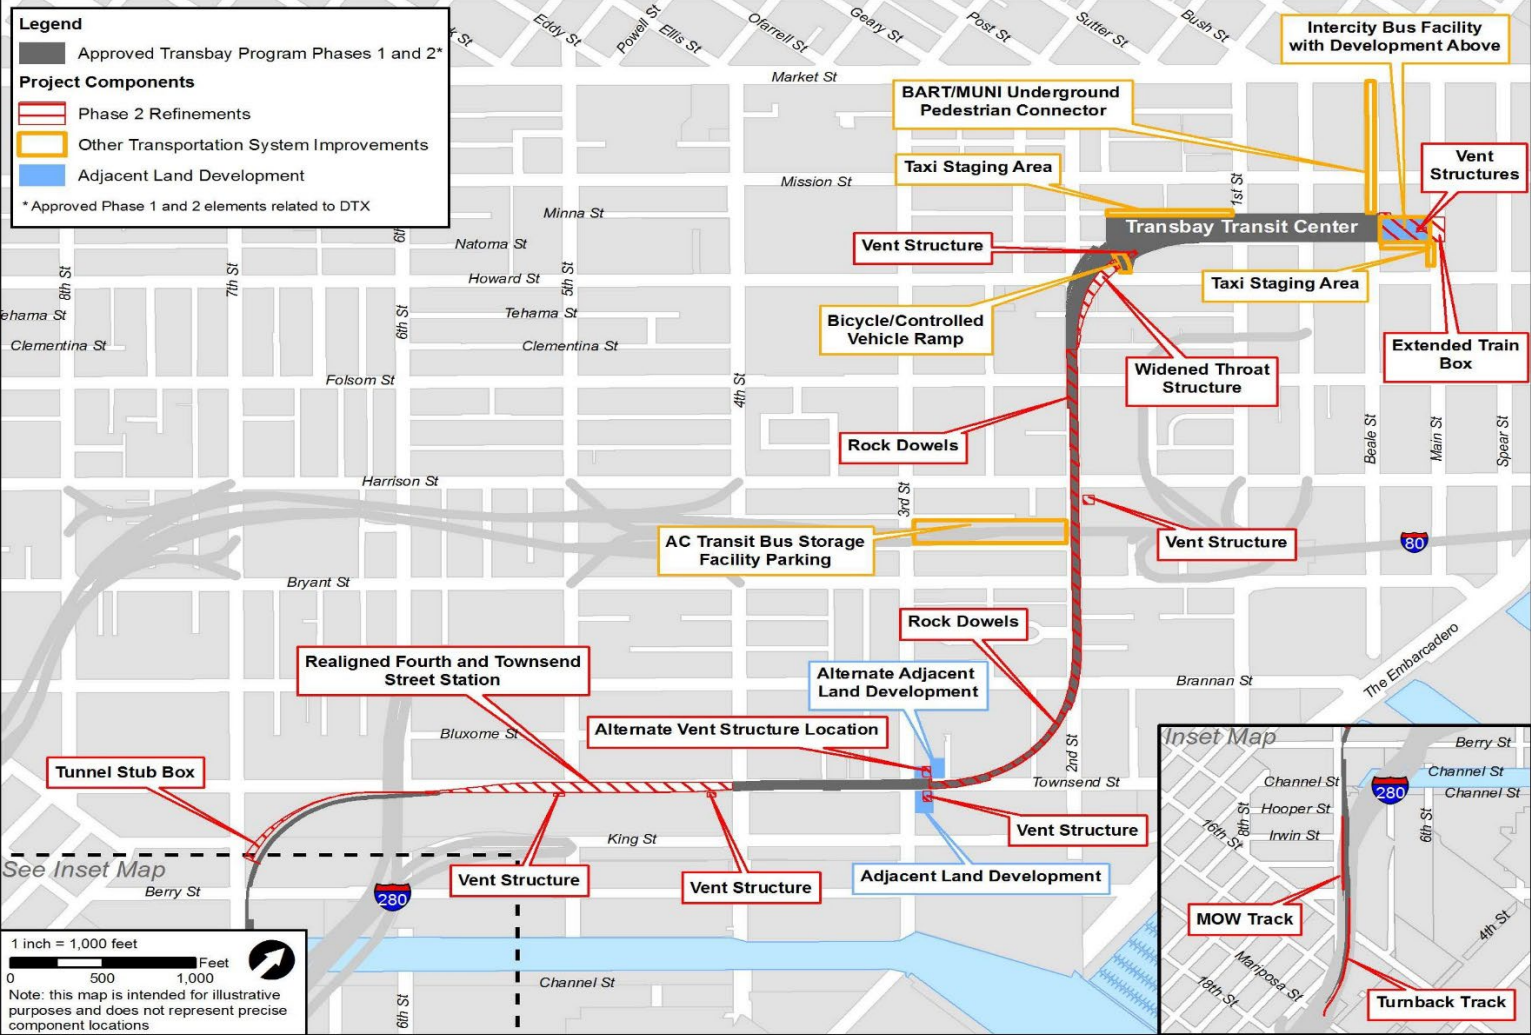 Legend
Approved Transbay Program Phases 1 and 2*
Project Components
Phase 2 Refinements
Other Transportation System Improvements
Adjacent Land Development
* Approved Phase 1 and 2 elements related to DTX
Eddy St
Powell St
Ellis St
Ofarrell St
Geary St
Post St
Sutter St
Bush St
Market St
Intercity Bus Facility
with Development Above
BART/MUNI Underground
Pedestrian Connector
Vent
Structures
Taxi Staging Area
Mission St
1st St
Minna St
Transbay Transit Center
Natoma St
Vent Structure
8th St
7th St
6th
5th St
Howard St
Taxi Staging Area
Tehama St
ehama St
6th St
Bicycle/Controlled
Vehicle Ramp
Clementina St
Clementina St
Extended Train
Box
Widened Throat
Structure
Folsom St
4th St
Rock Dowels
Beale St
Main St
Spear St
Harrison St
3rd St
AC Transit Bus Storage
Facility Parking
Vent Structure
80
Bryant St
Rock Dowels
Realigned Fourth and Townsend
Street Station
Alternate Adjacent
Land Development
Brannan St
The Embarcadero
Alternate Vent Structure Location
Bluxome St
2nd St
Tunnel Stub Box
Townsend St
King St
Vent Structure
See Inset Map
Vent Structure
Vent Structure
Adjacent Land Development
Berry St
280
Channel St
6th St
1 inch = 1,000 feet
Feet
0 500 1,000
Note: this map is intended for illustrative
purposes and does not represent precise
component locations
Inset Map
Berry St
Channel St
Channel St
280
Channel St
8th St
Hooper St
16th St
Irwin St
6th St
MOW Track
4th St
Mariposa St
18th St
Turnback Track